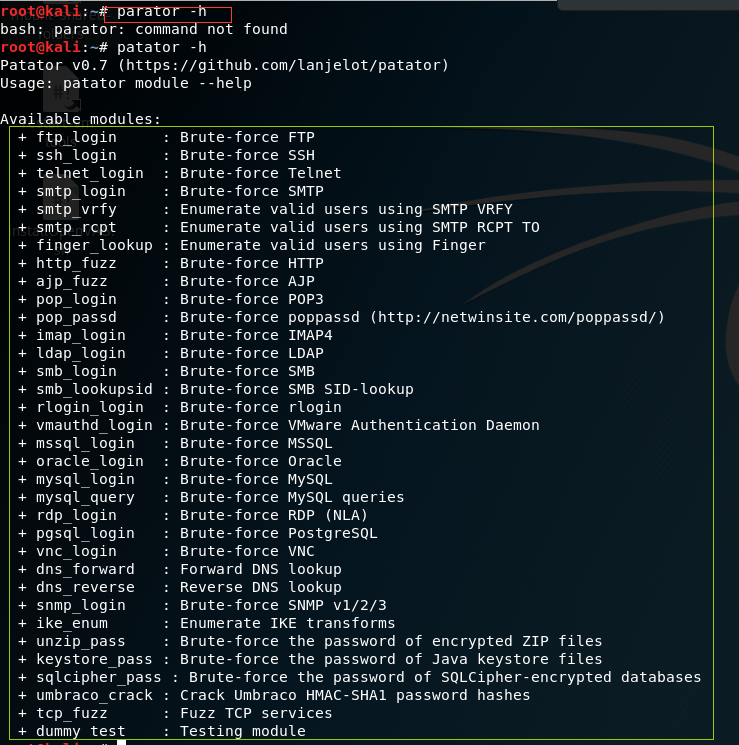 root@kali:~# parator -h
bash: parator: command not found
root@kali:~# patator -h
Patator v0.7 (https://github.com/lanjelot/patator)
Usage: patator module --help
Available modules:
+ ftp_login     : Brute-force FTP
+ ssh_login     : Brute-force SSH
+ telnet_login  : Brute-force Telnet
+ smtp_login    : Brute-force SMTP
+ smtp_vrfy     : Enumerate valid users using SMTP VRFY
+ smtp_rcpt     : Enumerate valid users using SMTP RCPT TO
+ finger_lookup : Enumerate valid users using Finger
+ http_fuzz     : Brute-force HTTP
+ ajp_fuzz      : Brute-force AJP
+ pop_login     : Brute-force POP3
+ pop_passd     : Brute-force poppassd (http://netwinsite.com/poppassd/)
+ imap_login    : Brute-force IMAP4
+ ldap_login    : Brute-force LDAP
+ smb_login     : Brute-force SMB
+ smb_lookupsid : Brute-force SMB SID-lookup
+ rlogin_login  : Brute-force rlogin
+ vmauthd_login : Brute-force VMware Authentication Daemon
+ mssql_login   : Brute-force MSSQL
+ oracle_login  : Brute-force Oracle
+ mysql_login   : Brute-force MySQL
+ mysql_query   : Brute-force MySQL queries
+ rdp_login     : Brute-force RDP (NLA)
+ pgsql_login   : Brute-force PostgreSQL
+ vnc_login     : Brute-force VNC
+ dns_forward   : Forward DNS lookup
+ dns_reverse   : Reverse DNS lookup
+ snmp_login    : Brute-force SNMP v1/2/3
+ ike_enum      : Enumerate IKE transforms
+ unzip_pass    : Brute-force the password of encrypted ZIP files
+ keystore_pass : Brute-force the password of Java keystore files
+ sqlcipher_pass : Brute-force the password of SQLCipher-encrypted databases
+ umbraco_crack : Crack Umbraco HMAC-SHA1 password hashes
+ tcp_fuzz      : Fuzz TCP services
+ dummy_test    : Testing module